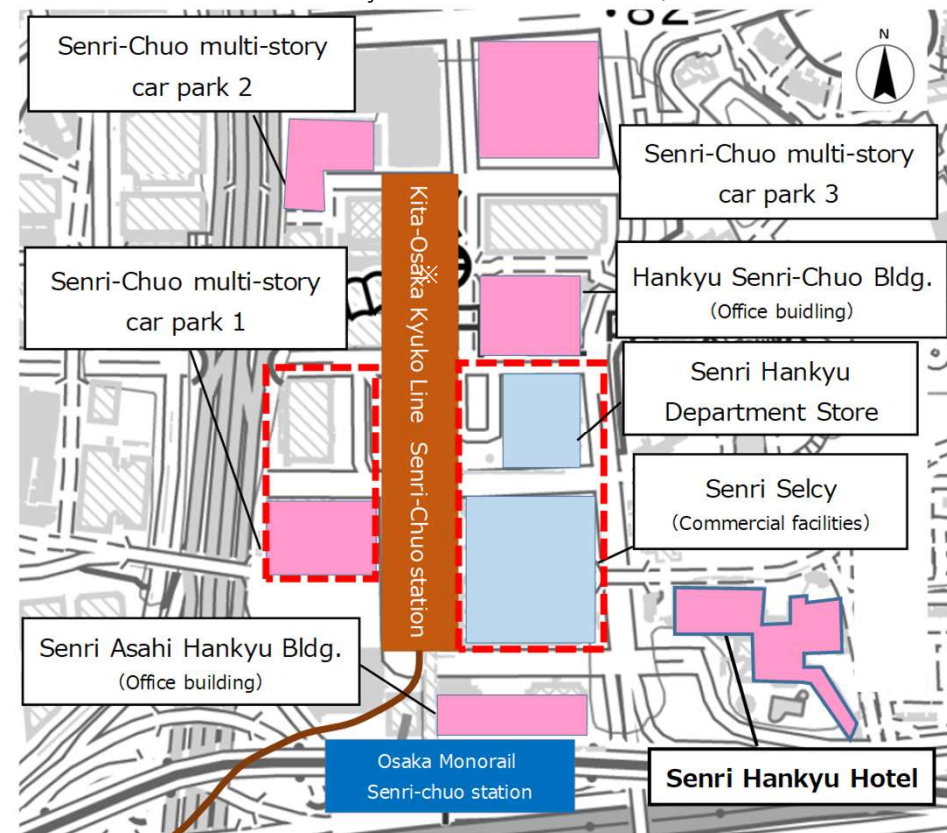 Senri-Chuo multi-story
car park 2
N
Senri-Chuo multi-story
car park 3
Kita-Osaka Kyuko Line Senri-Chuo station
※
Senri-Chuo multi-story
car park 1
Hankyu Senri-Chuo Bldg.
(Office buidling)
Senri Hankyu
Department Store
Senri Selcy
(Commercial facilities)
Senri Asahi Hankyu Bldg.
(Office building)
Osaka Monorail
Senri-chuo station
Senri Hankyu Hotel